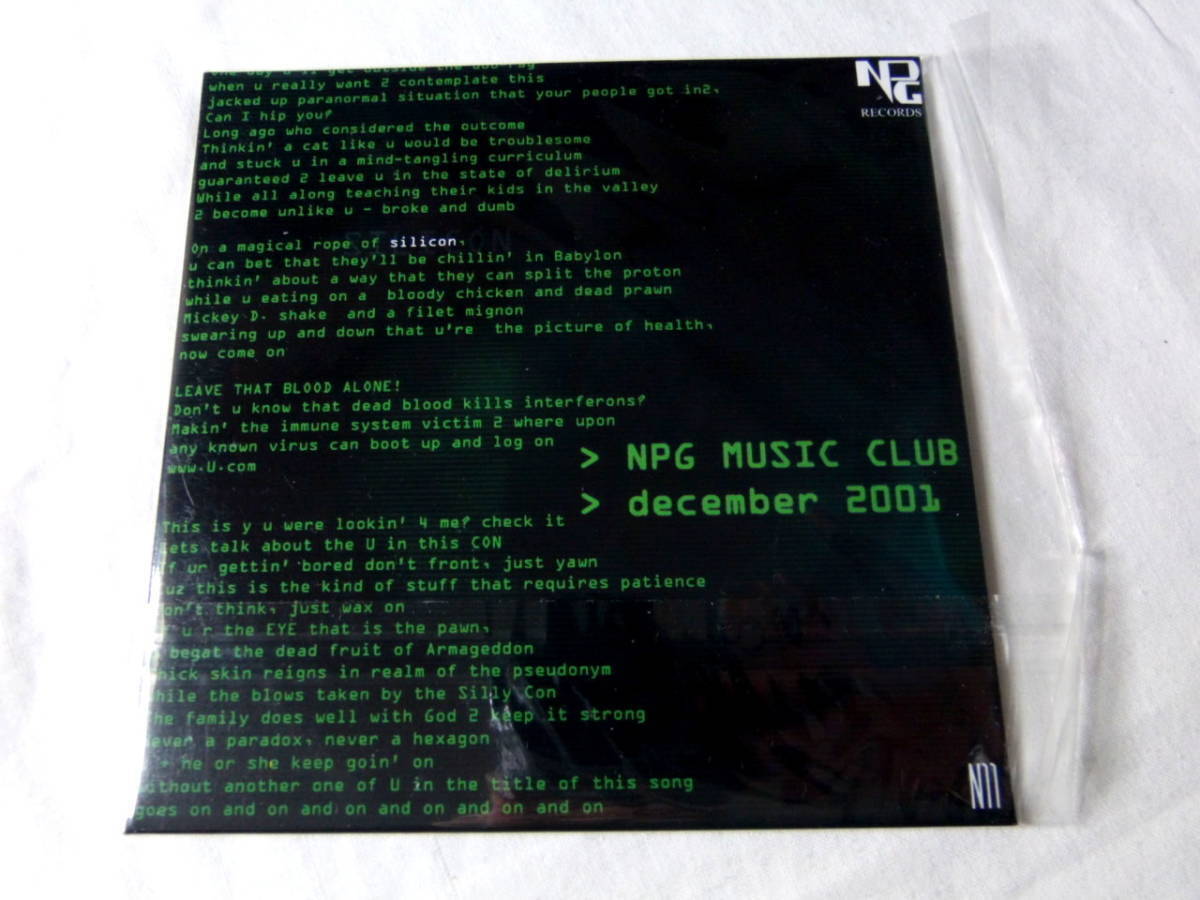 when u really want 2 contemplate this
jacked up paranormal situation that your people got in2,
Can I hip you?
Long ago who considered the outcome
Thinkin' a cat like u would be troublesome
and stuck u in a mind-tangling curriculum
guaranteed 2 leave u in the state of delirium
While all along teaching their kids in the valley
2 become unlike u - broke and dumb
On a magical rope of silicon,
u can bet that they'll be chillin' in Babylon
thinkin' about a way that they can split the proton
while u eating on a bloody chicken and dead prawn
Mickey D. shake and a filet mignon
swearing up and down that u're the picture of health,
now come on
LEAVE THAT BLOOD ALONE!
Don't u know that dead blood kills interferons?
Makin' the immune system victim 2 where upon
any known virus can boot up and log on
www.U.com
This is y u were lookin' 4 me? check it
lets talk about the U in this CON
If ur gettin' bored don't front, just yawn
cuz this is the kind of stuff that requires patience
don't think, just wax on
u r the EYE that is the pawn,
begat the dead fruit of Armageddon
thick skin reigns in realm of the pseudonym
while the blows taken by the Silly Con
the family does well with God 2 keep it strong
never a paradox, never a hexagon
+ he or she keep goin' on
without another one of U in the title of this song
goes on and on and on and on and on and on
NPG
RECORDS
> NPG MUSIC CLUB
> december 2001
N11